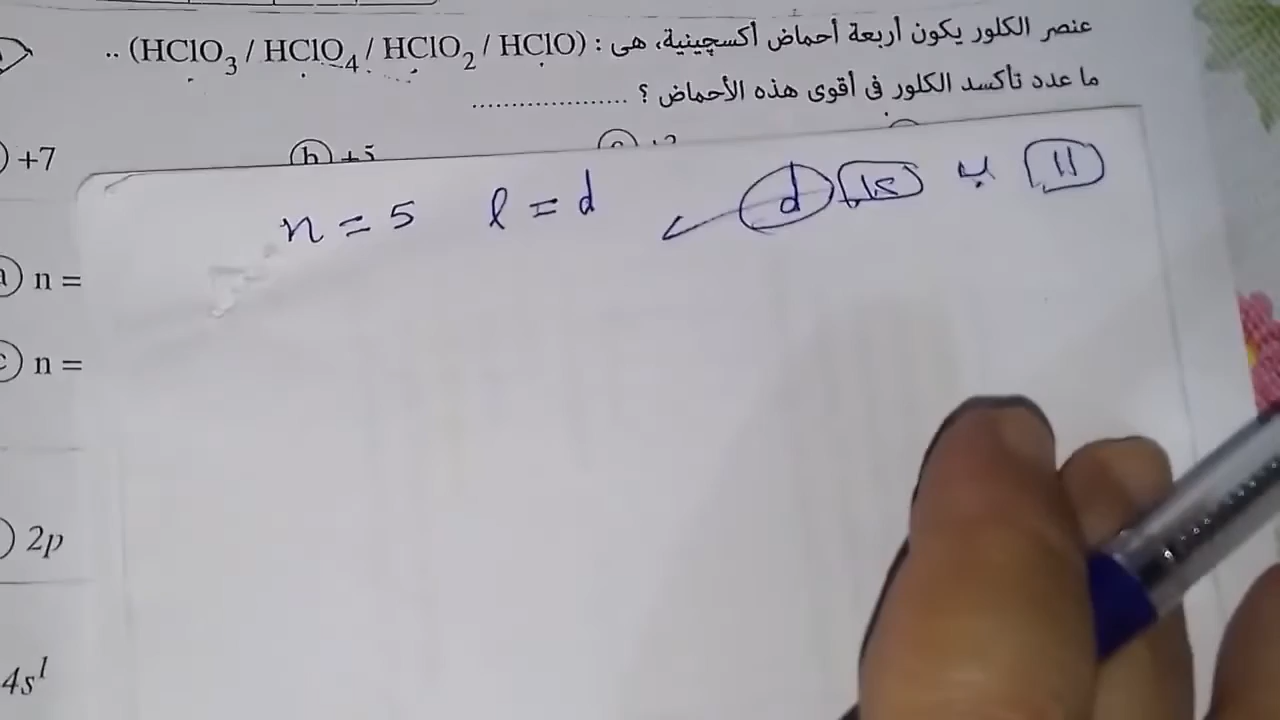 عنصر الكلور يكون أربعة أحماض أكسچينية، هى : (HClO₃ / HClO₄ / HClO₂ / HClO) ..
ما عدد تأكسد الكلور فى أقوى هذه الأحماض ؟ ....................
+7
b +5
n = 5 l = d
d
ب 11
a n =
c n =
2p
4s¹